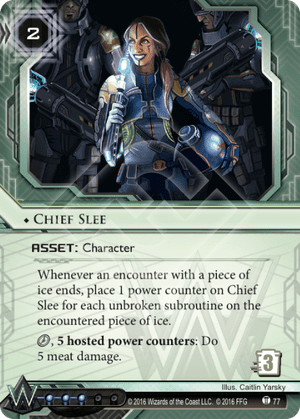 2
Chief Slee
ASSET: Character
Whenever an encounter with a piece of
ice ends, place 1 power counter on Chief
Slee for each unbroken subroutine on the
encountered piece of ice.
, 5 hosted power counters: Do
5 meat damage.
3
Illus. Caitlin Yarsky
© 2016 Wizards of the Coast LLC. © 2016 FFG
77